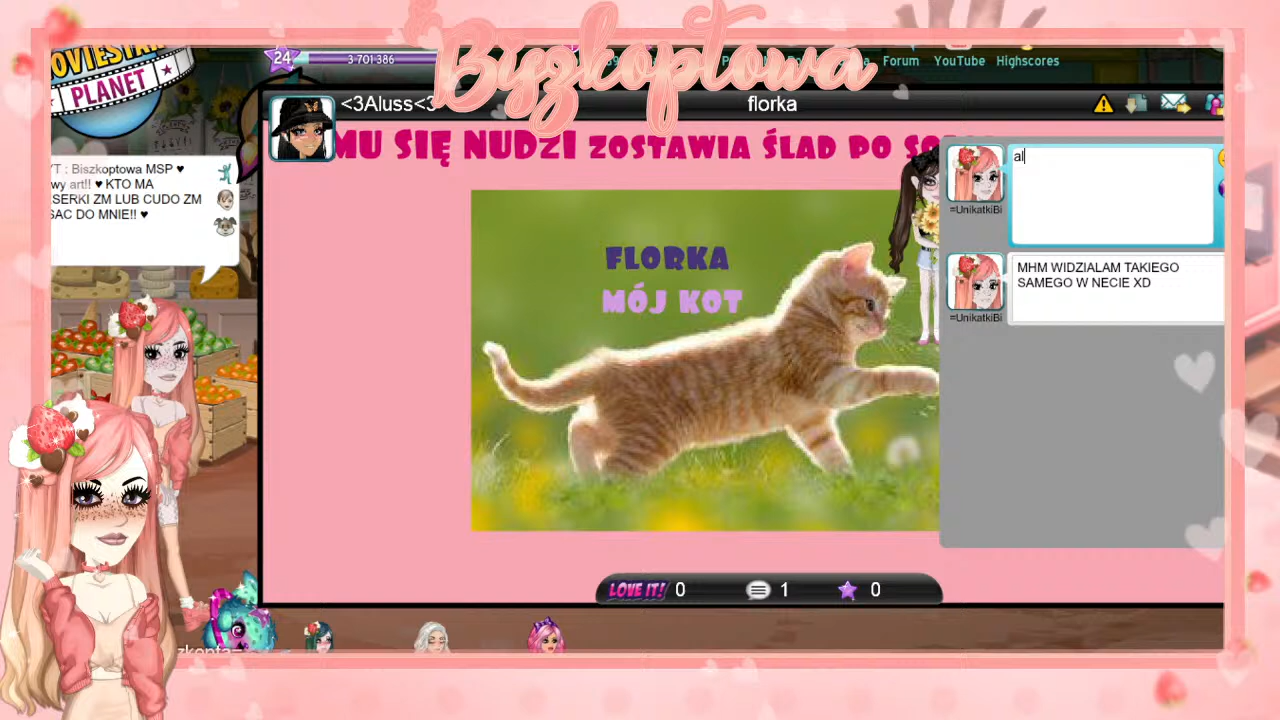 Biszkoptowa
MOVIESTAR
PLANET
24
3 701 386
Forum
YouTube
Highscores
<3Aluss<3
florka
MU SIĘ NUDZI ZOSTAWIA ŚLAD PO SO
YT : Biszkoptowa MSP ♥
wy art!! ♥ KTO MA
SERKI ZM LUB CUDO ZM
SAC DO MNIE!! ♥
FLORKA
MÓJ KOT
al
=UnikatkiBi
MHM WIDZIALAM TAKIEGO
SAMEGO W NECIE XD
=UnikatkiBi
LOVE IT! 0
1
0